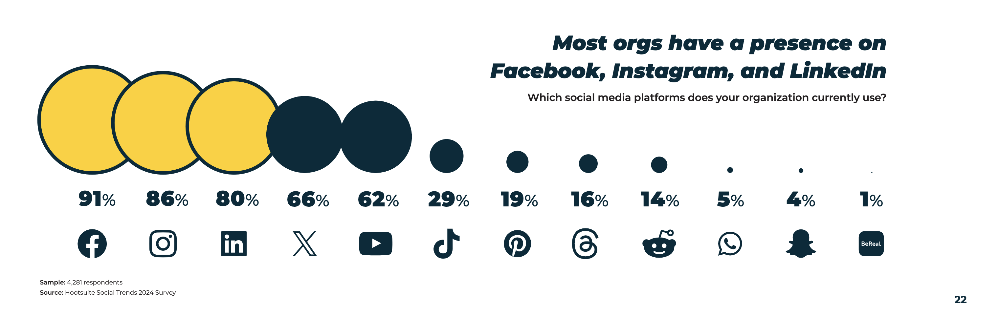 Most orgs have a presence on
Facebook, Instagram, and LinkedIn
Which social media platforms does your organization currently use?
91% 86% 80% 66% 62% 29% 19% 16% 14% 5% 4% 1%
in BeReal.
Sample: 4,281 respondents
Source: Hootsuite Social Trends 2024 Survey
22